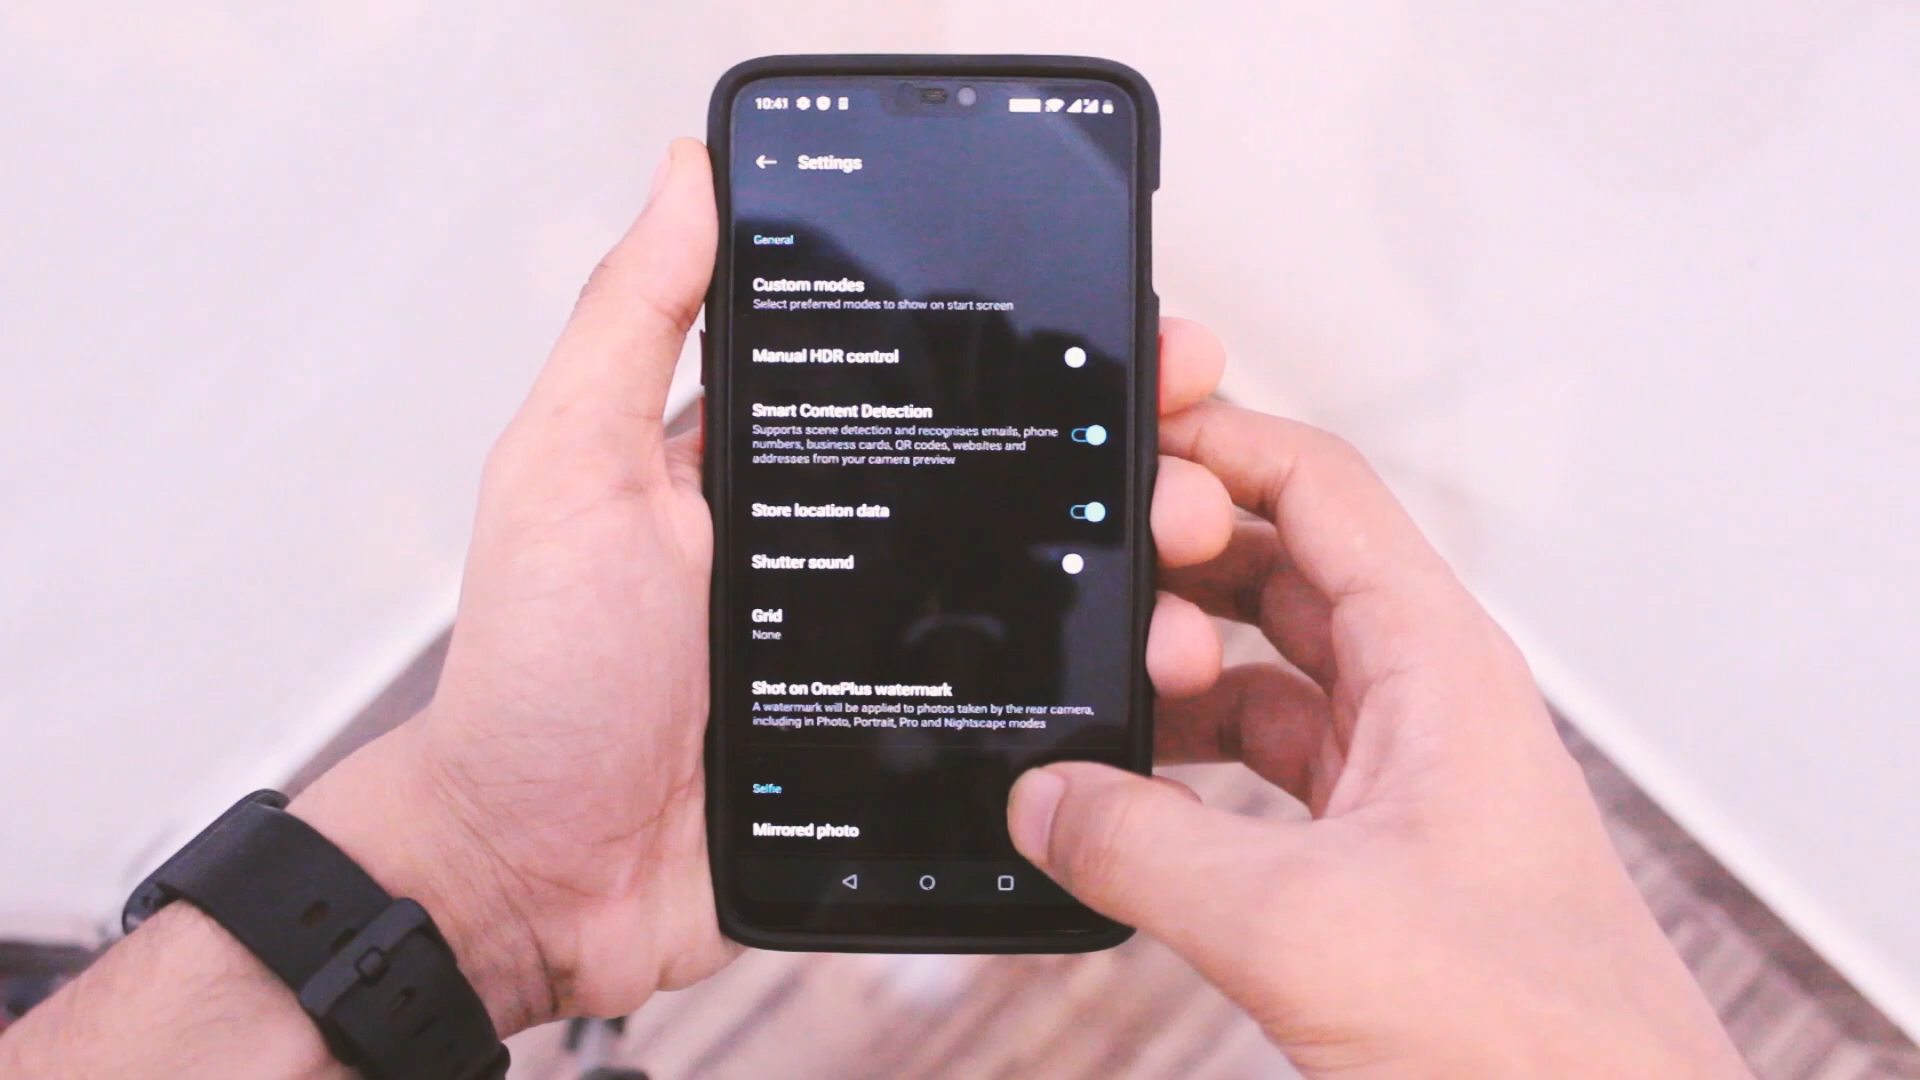 10:41
Settings
General
Custom modes
Select preferred modes to show on start screen
Manual HDR control
Smart Content Detection
Supports scene detection and recognises emails, phone
numbers, business cards, QR codes, websites and
addresses from your camera preview
Store location data
Shutter sound
Grid
None
Shot on OnePlus watermark
A watermark will be applied to photos taken by the rear camera,
including in Photo, Portrait, Pro and Nightscape modes
Selfie
Mirrored photo